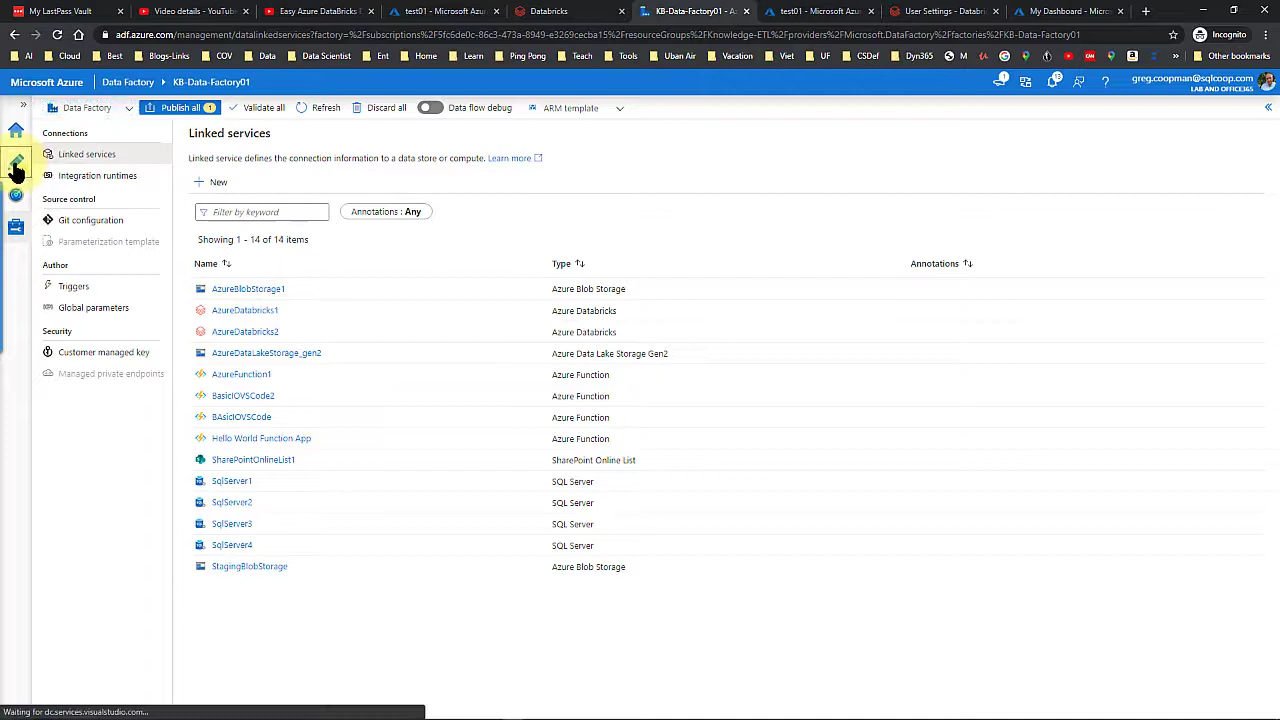 My LastPass Vault
Video details - YouTub
Easy Azure DataBricks
test01 - Microsoft Azure
Databricks
KB-Data-Factory01 - A
test01 - Microsoft Azure
User Settings - Databri
My Dashboard - Micros
Incognito
adf.azure.com/management/datalinkedservices?factory=%2Fsubscriptions%2F5fc6d3c4-473a-8949-e3269ecba15%2FresourceGroups%2FKnowledge-ETL%2Fproviders%2FMicrosoft.DataFactory%2Ffactories%2FKB-Data-Factory01
AI
Cloud
Best
Blogs-Links
COV
Data
Data Scientist
Ent
Home
Learn
Ping Pong
Teach
Tools
Uban Air
Vacation
Viet
UF
CSDef
Dyn365
Other bookmarks
Microsoft Azure
Data Factory
KB-Data-Factory01
1
10
greg.coopman@sqlcoop.com
LAB AND OFFICE365
Data Factory
Publish all 1
Validate all
Refresh
Discard all
Data flow debug
ARM template
Connections
Linked services
Integration runtimes
Source control
Git configuration
Parameterization template
Author
Triggers
Global parameters
Security
Customer managed key
Managed private endpoints
Linked services
Linked service defines the connection information to a data store or compute. Learn more
New
Filter by keyword
Annotations : Any
Showing 1 - 14 of 14 items
Name Type Annotations
AzureBlobStorage1 Azure Blob Storage
AzureDatabricks1 Azure Databricks
AzureDatabricks2 Azure Databricks
AzureDataLakeStorage_gen2 Azure Data Lake Storage Gen2
AzureFunction1 Azure Function
BasicIOVSCode2 Azure Function
BAsicIOVSCode Azure Function
Hello World Function App Azure Function
SharePointOnlineList1 SharePoint Online List
SqlServer1 SQL Server
SqlServer2 SQL Server
SqlServer3 SQL Server
SqlServer4 SQL Server
StagingBlobStorage Azure Blob Storage
Waiting for dc.services.visualstudio.com...